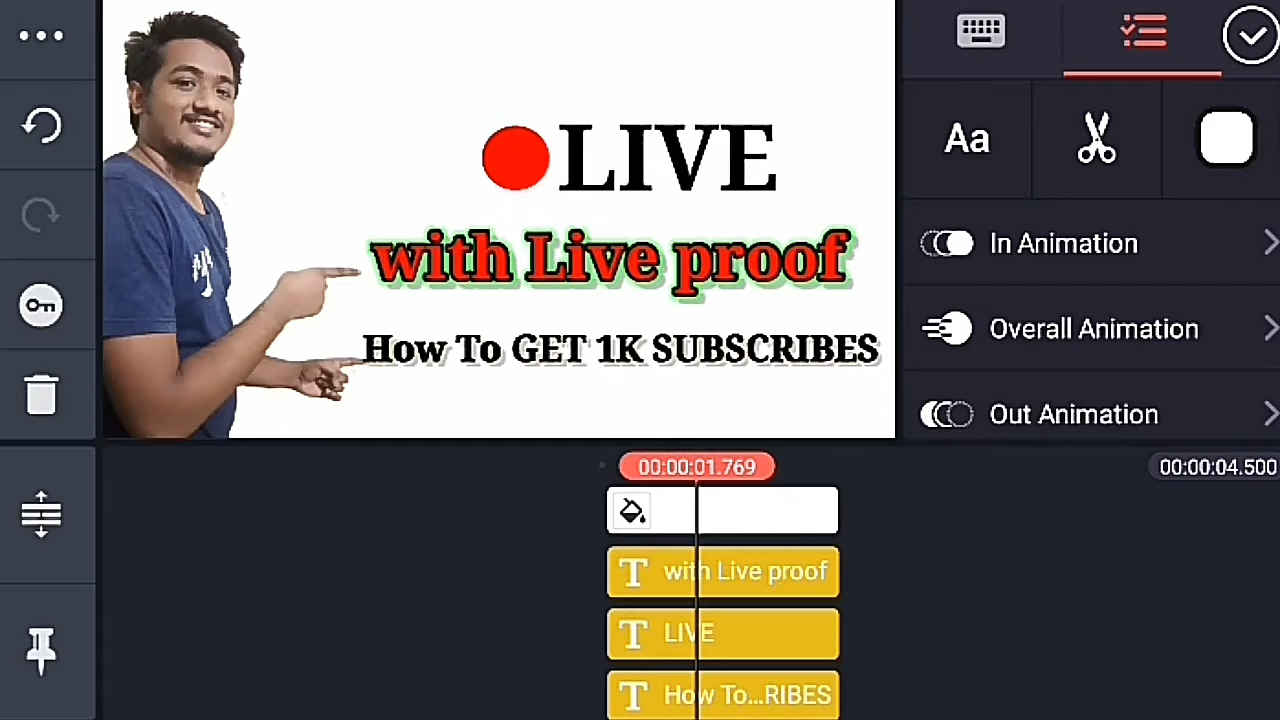 LIVE
with Live proof
How To GET 1K SUBSCRIBES
Aa
In Animation
Overall Animation
Out Animation
00:00:01.769
00:00:04.500
T with Live proof
T LIVE
T How To...RIBES